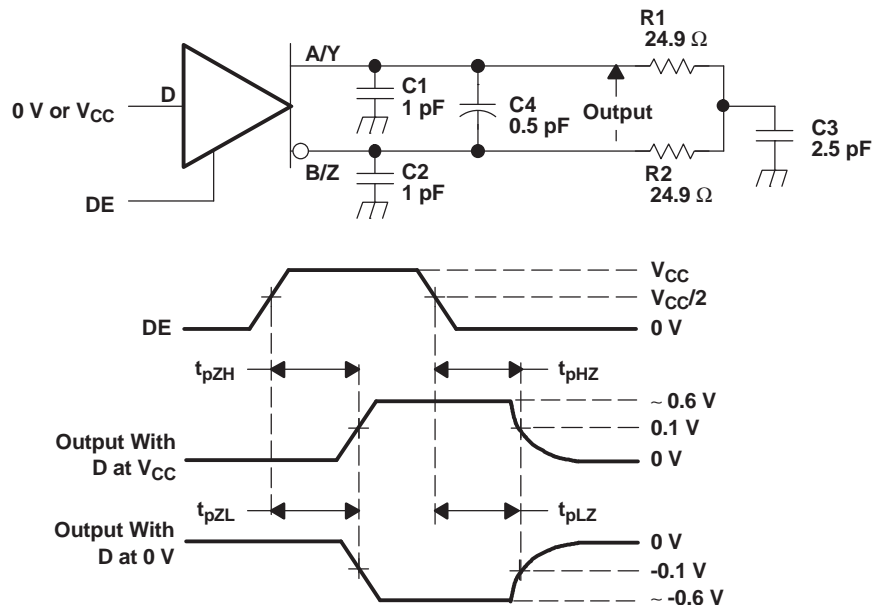 R1
24.9 Ω
A/Y
C1
1 pF
D
0 V or VCC
C4
0.5 pF
Output
C3
2.5 pF
B/Z
C2
1 pF
R2
24.9 Ω
DE
VCC
VCC/2
DE
0 V
tpZH
tpHZ
~ 0.6 V
0.1 V
Output With
D at VCC
0 V
tpZL
tpLZ
Output With
D at 0 V
0 V
-0.1 V
~ -0.6 V